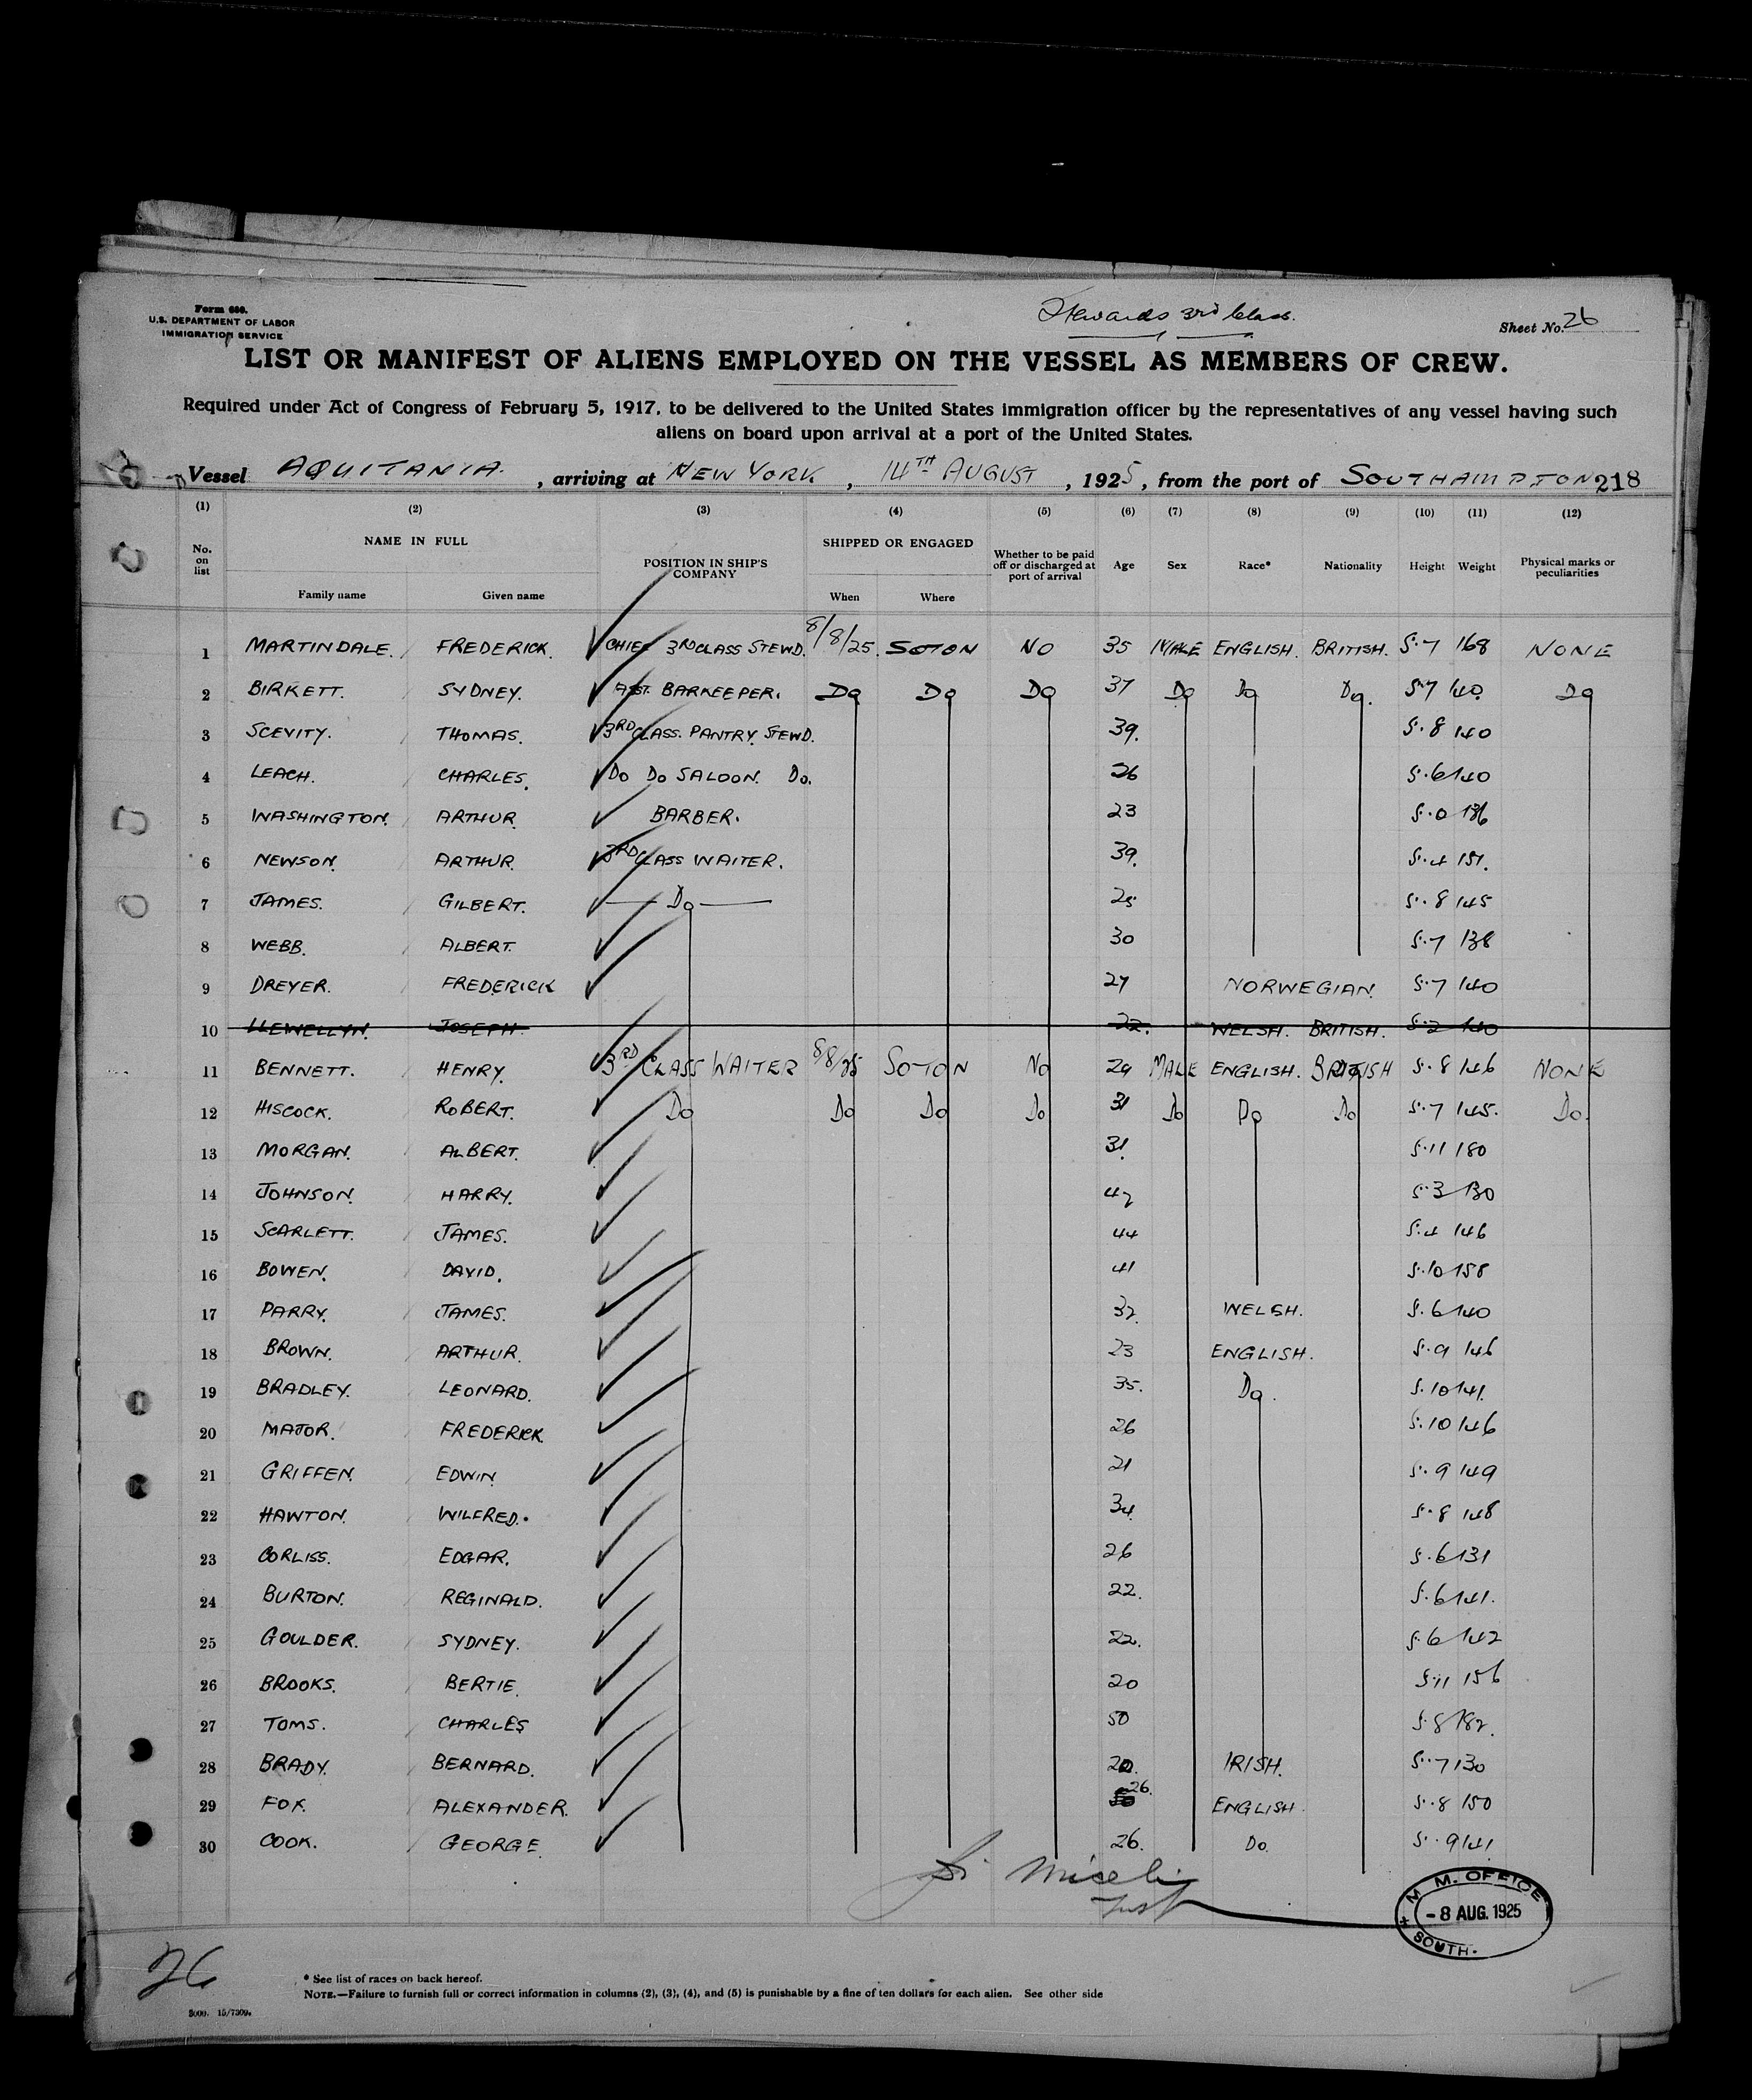 Form 680.
U.S. DEPARTMENT OF LABOR
IMMIGRATION SERVICE
Stewards 3rd Class.
Sheet No. 26
LIST OR MANIFEST OF ALIENS EMPLOYED ON THE VESSEL AS MEMBERS OF CREW.
Required under Act of Congress of February 5, 1917, to be delivered to the United States immigration officer by the representatives of any vessel having such
aliens on board upon arrival at a port of the United States.
Vessel AQUITANIA. , arriving at NEW YORK , 14TH AUGUST , 1925, from the port of SOUTHAMPTON 218
(1) (2) (3) (4) (5) (6) (7) (8) (9) (10) (11) (12)
No. on list NAME IN FULL POSITION IN SHIP'S COMPANY SHIPPED OR ENGAGED Whether to be paid off or discharged at port of arrival Age Sex Race* Nationality Height Weight Physical marks or peculiarities
Family name Given name When Where
1 MARTINDALE. FREDERICK. CHIEF 3RD CLASS STEWD. 8/8/25. SOTON NO 35 MALE ENGLISH. BRITISH. 5.7 168 NONE
2 BIRKETT. SYDNEY. ASST. BARKEEPER. Do Do Do 37 Do Do Do. 5.7 140. Do
3 SCEVITY. THOMAS. 3RD CLASS. PANTRY. STEWD. 39. 5.8 140
4 LEACH. CHARLES. Do Do SALOON. Do. 26 5.6 140
5 WASHINGTON. ARTHUR. BARBER. 23 5.0 136
6 NEWSON. ARTHUR. 3RD CLASS WAITER. 39. 5.4 151.
7 JAMES. GILBERT. Do 25 5.8 145
8 WEBB. ALBERT. 30 5.7 138
9 DREYER. FREDERICK 27 NORWEGIAN. 5.7 140
10 LLEWELLYN. JOSEPH. 22. WELSH. BRITISH. 5.2 140
11 BENNETT. HENRY. 3RD CLASS WAITER 8/8/25 SOTON No 29 MALE ENGLISH. BRITISH 5.8 146 NONE
12 HISCOCK. ROBERT. Do Do Do Do 31 Do Do Do 5.7 145. Do.
13 MORGAN. ALBERT. 31. 5.11 180
14 JOHNSON. HARRY. 42 5.3 130
15 SCARLETT. JAMES. 44 5.4 146
16 BOWEN. DAVID. 41 5.10 158
17 PARRY. JAMES. 32. WELSH. 5.6 140
18 BROWN. ARTHUR. 23 ENGLISH. 5.9 146
19 BRADLEY. LEONARD. 35. Do. 5.10 141.
20 MAJOR. FREDERICK. 26 5.10 146
21 GRIFFEN. EDWIN. 21 5.9 149
22 HAWTON. WILFRED. 34. 5.8 148
23 CORLISS. EDGAR. 26 5.6 131
24 BURTON. REGINALD. 22. 5.6 141.
25 GOULDER. SYDNEY. 22. 5.6 142
26 BROOKS. BERTIE. 20 5.11 156
27 TOMS. CHARLES 50 5.8 182.
28 BRADY. BERNARD. 20. IRISH. 5.7 130
29 FOX. ALEXANDER. 26. ENGLISH. 5.8 150
30 COOK. GEORGE. 26. Do. 5.9 141
M. M. OFFICE
- 8 AUG. 1925
SOUTH.
26
* See list of races on back hereof.
NOTE.—Failure to furnish full or correct information in columns (2), (3), (4), and (5) is punishable by a fine of ten dollars for each alien. See other side
5000. 15/7309.